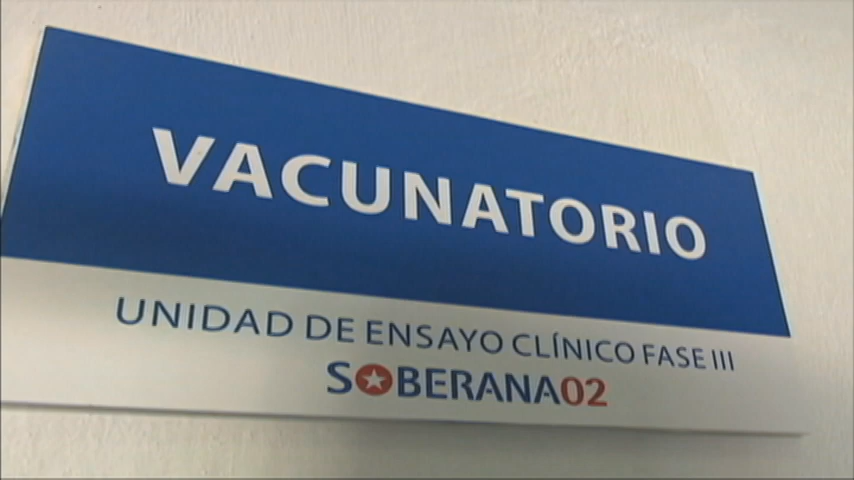 VACUNATORIO
UNIDAD DE ENSAYO CLÍNICO FASE III
SOBERANA02